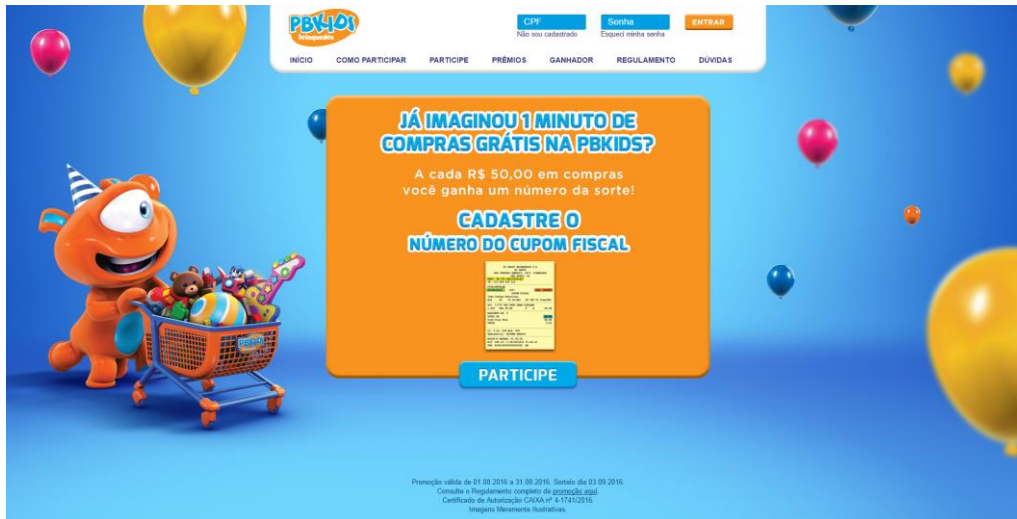 PBKIDS
Brinquedos
CPF
Senha
ENTRAR
Não sou cadastrado
Esqueci minha senha
INÍCIO COMO PARTICIPAR PARTICIPE PRÊMIOS GANHADOR REGULAMENTO DÚVIDAS
JÁ IMAGINOU 1 MINUTO DE
COMPRAS GRÁTIS NA PBKIDS?
A cada R$ 50,00 em compras
você ganha um número da sorte!
CADASTRE O
NÚMERO DO CUPOM FISCAL
PBKIDS
PARTICIPE
Promoção válida de 01.08.2016 a 31.08.2016. Sorteio dia 03.09.2016.
Consulte o Regulamento completo da promoção aqui.
Certificado de Autorização CAIXA nº 4-1741/2016.
Imagens Meramente Ilustrativas.